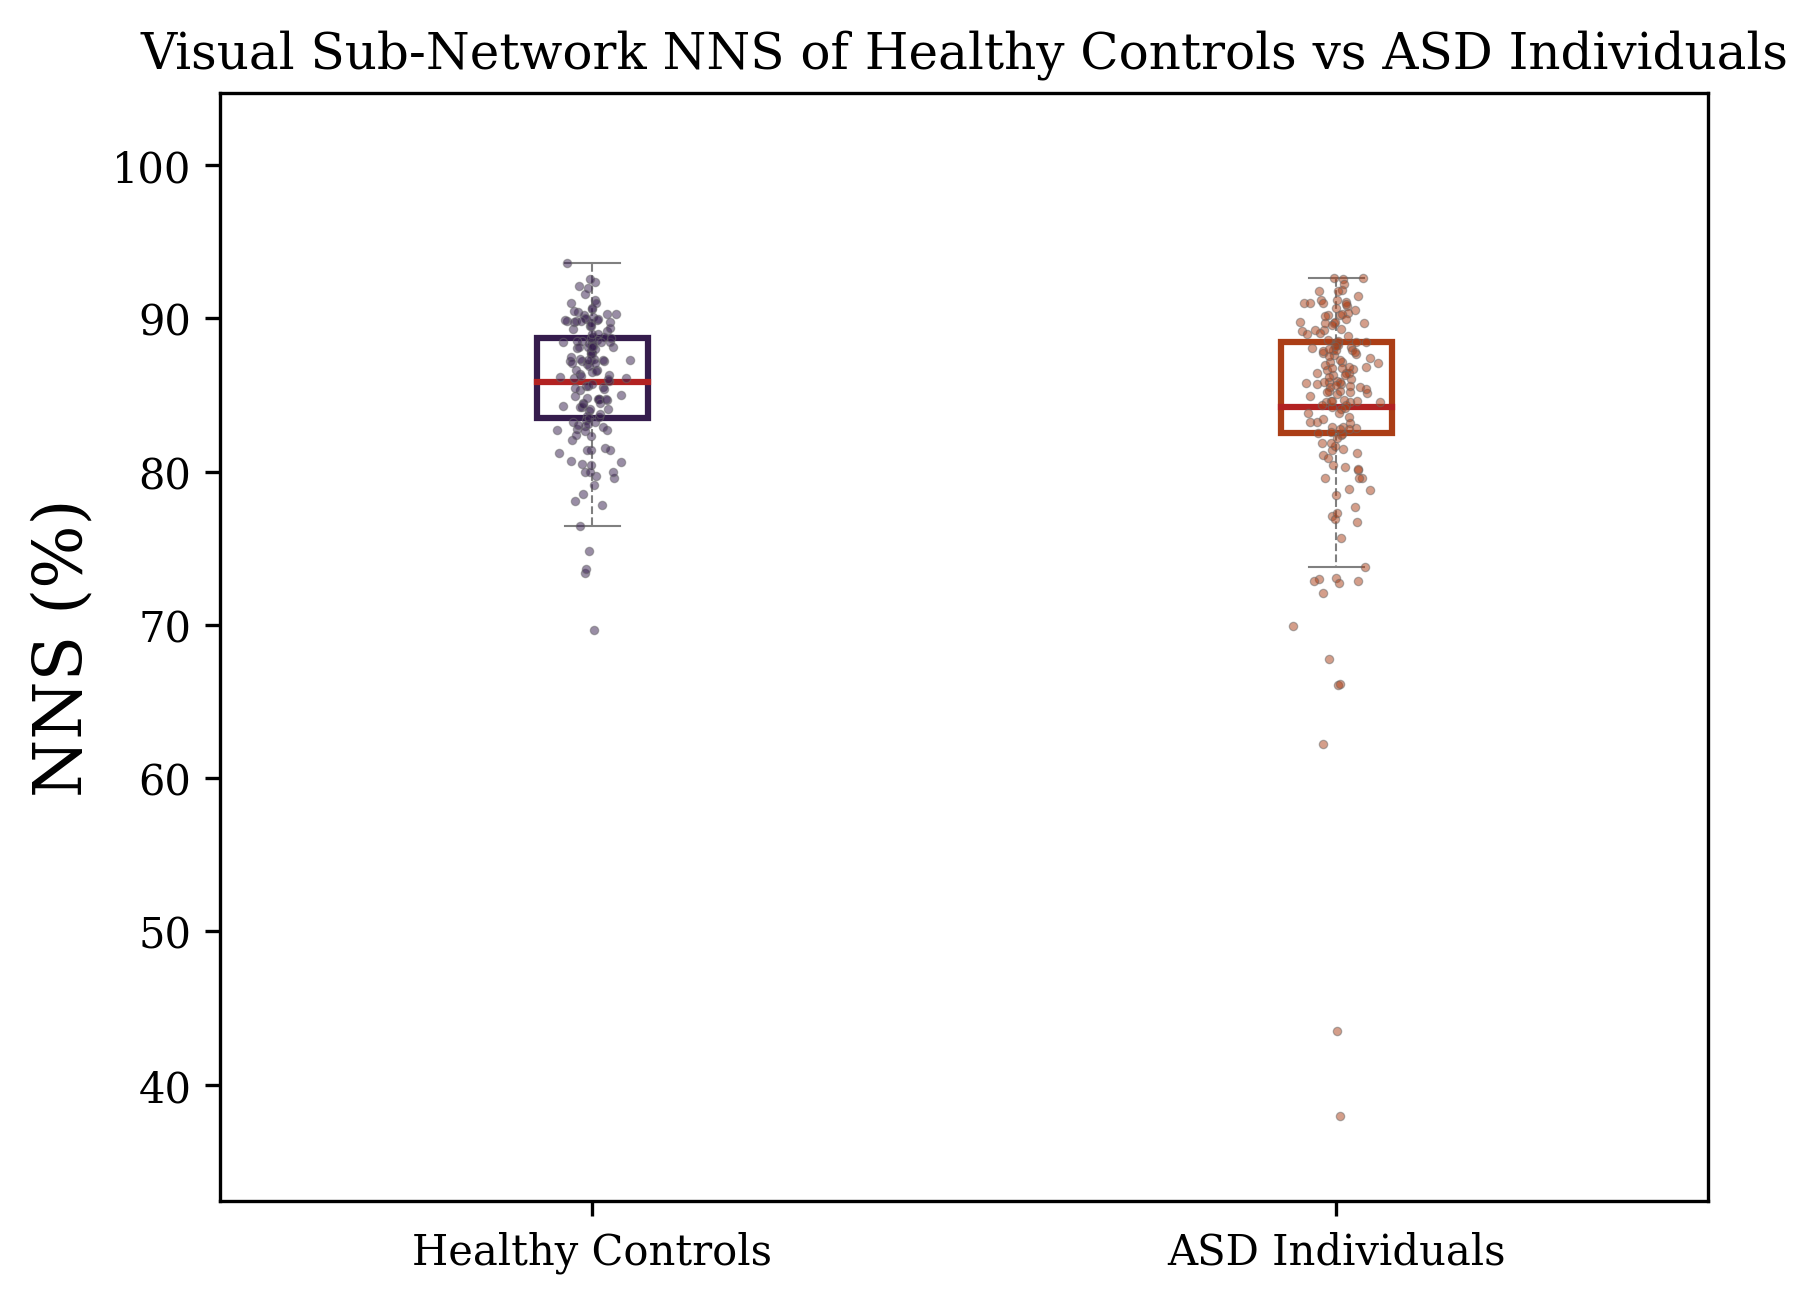 Visual Sub-Network NNS of Healthy Controls vs ASD Individuals
NNS (%)
100
90
80
70
60
50
40
Healthy Controls
ASD Individuals